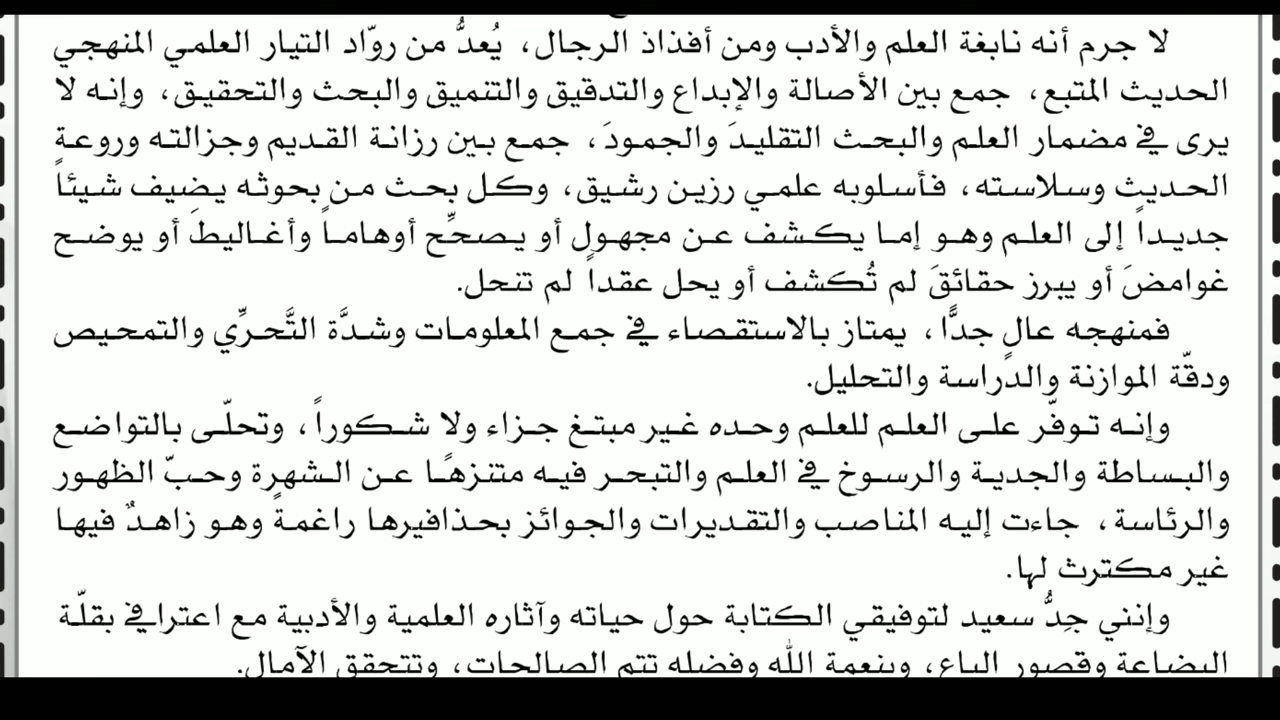 لا جرم أنه نابغة العلم والأدب ومن أفذاذ الرجال، يُعدُّ من روّاد التيار العلمي المنهجي
الحديث المتبع، جمع بين الأصالة والإبداع والتدقيق والتنميق والبحث والتحقيق، وإنه لا
يرى في مضمار العلم والبحث التقليدَ والجمودَ، جمع بين رزانة القديم وجزالته وروعةِ
الحديثِ وسلاسته، فأسلوبه علمي رزين رشيق، وكل بحث من بحوثه يضيف شيئاً
جديداً إلى العلم وهو إما يكشف عن مجهولٍ أو يصحِّح أوهاماً وأغاليطَ أو يوضح
غوامضَ أو يبرز حقائقَ لم تُكشف أو يحل عقداً لم تنحل.
فمنهجه عالٍ جدًّا، يمتاز بالاستقصاء في جمع المعلومات وشدَّة التَّحرِّي والتمحيص
ودقّة الموازنة والدراسة والتحليل.
وإنه توفّر على العلم للعلم وحده غير مبتغ جزاء ولا شكوراً، وتحلّى بالتواضع
والبساطة والجدية والرسوخ في العلم والتبحر فيه متنزهًا عن الشهرة وحبّ الظهور
والرئاسة، جاءت إليه المناصب والتقديرات والجوائز بحذافيرها راغمةً وهو زاهدٌ فيها
غير مكترث لها.
وإنني جِدُّ سعيد لتوفيقي الكتابة حول حياته وآثاره العلمية والأدبية مع اعترافي بقلّة
البضاعة وقصور الباع، وبنعمة الله وفضله تتم الصالحات، وتتحقق الآمال.